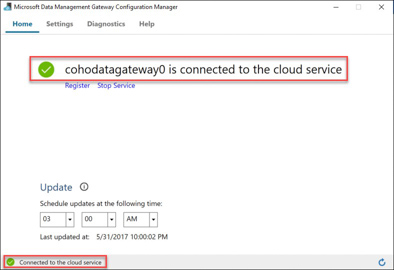 Microsoft Data Management Gateway Configuration Manager
Home Settings Diagnostics Help
cohodatagateway0 is connected to the cloud service
Register Stop Service
Update
Schedule updates at the following time:
03 00 AM
Last updated at: 5/31/2017 10:00:02 PM
Connected to the cloud service